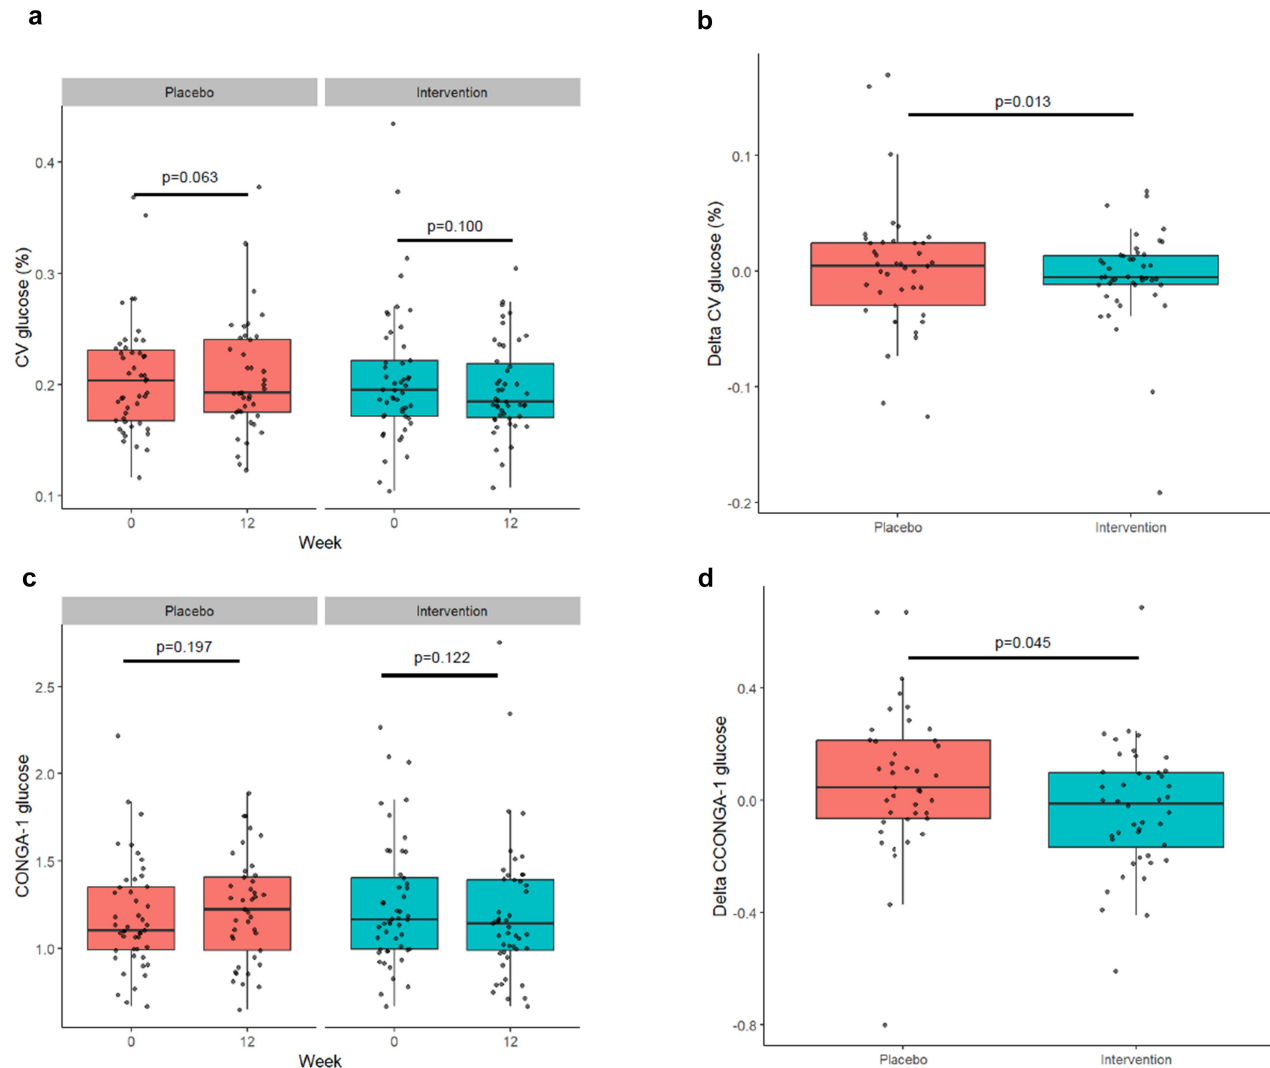 a
Placebo
Intervention
CV glucose (%)
0.4
0.3
0.2
0.1
p=0.063
p=0.100
0
12
0
12
Week
b
Delta CV glucose (%)
0.1
0.0
-0.1
-0.2
p=0.013
Placebo
Intervention
c
Placebo
Intervention
CONGA-1 glucose
2.5
2.0
1.5
1.0
p=0.197
p=0.122
0
12
0
12
Week
d
Delta CCONGA-1 glucose
0.4
0.0
-0.4
-0.8
p=0.045
Placebo
Intervention